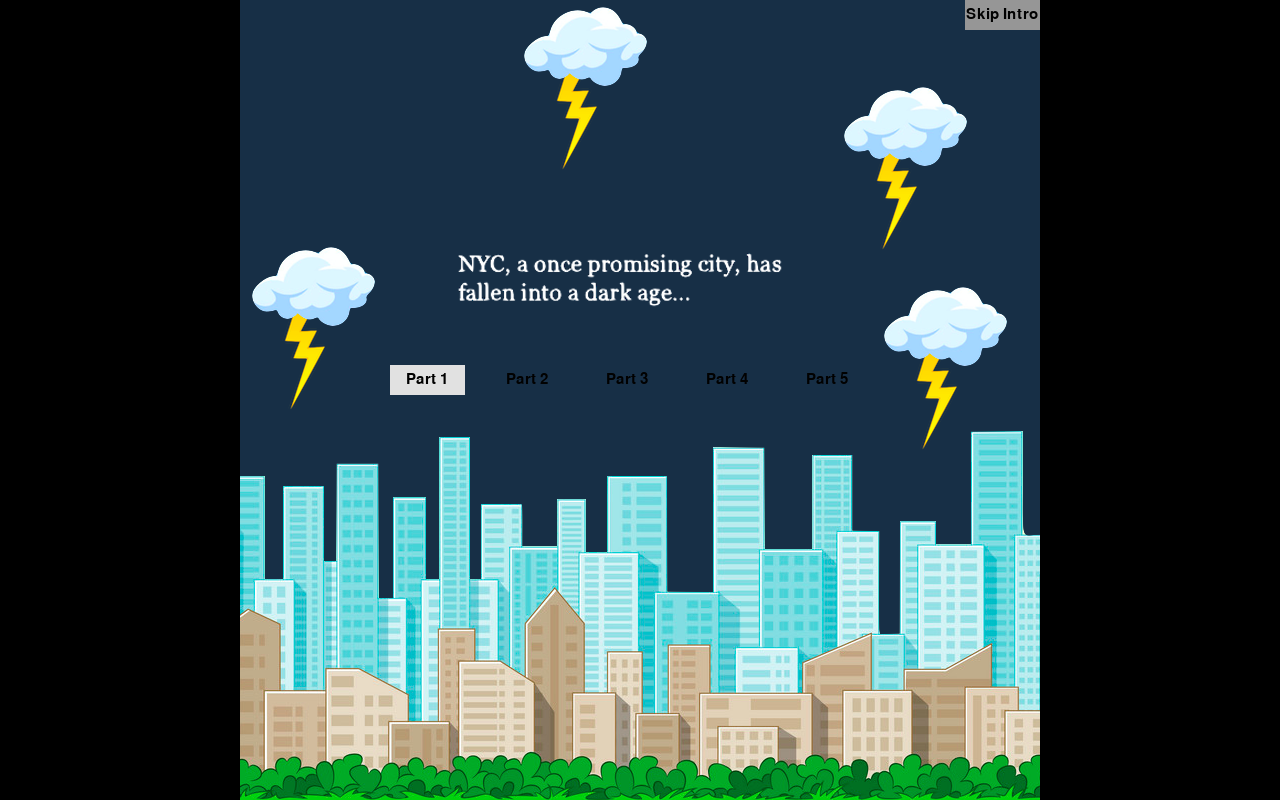 Skip Intro
NYC, a once promising city, has
fallen into a dark age...
Part 1 Part 2 Part 3 Part 4 Part 5